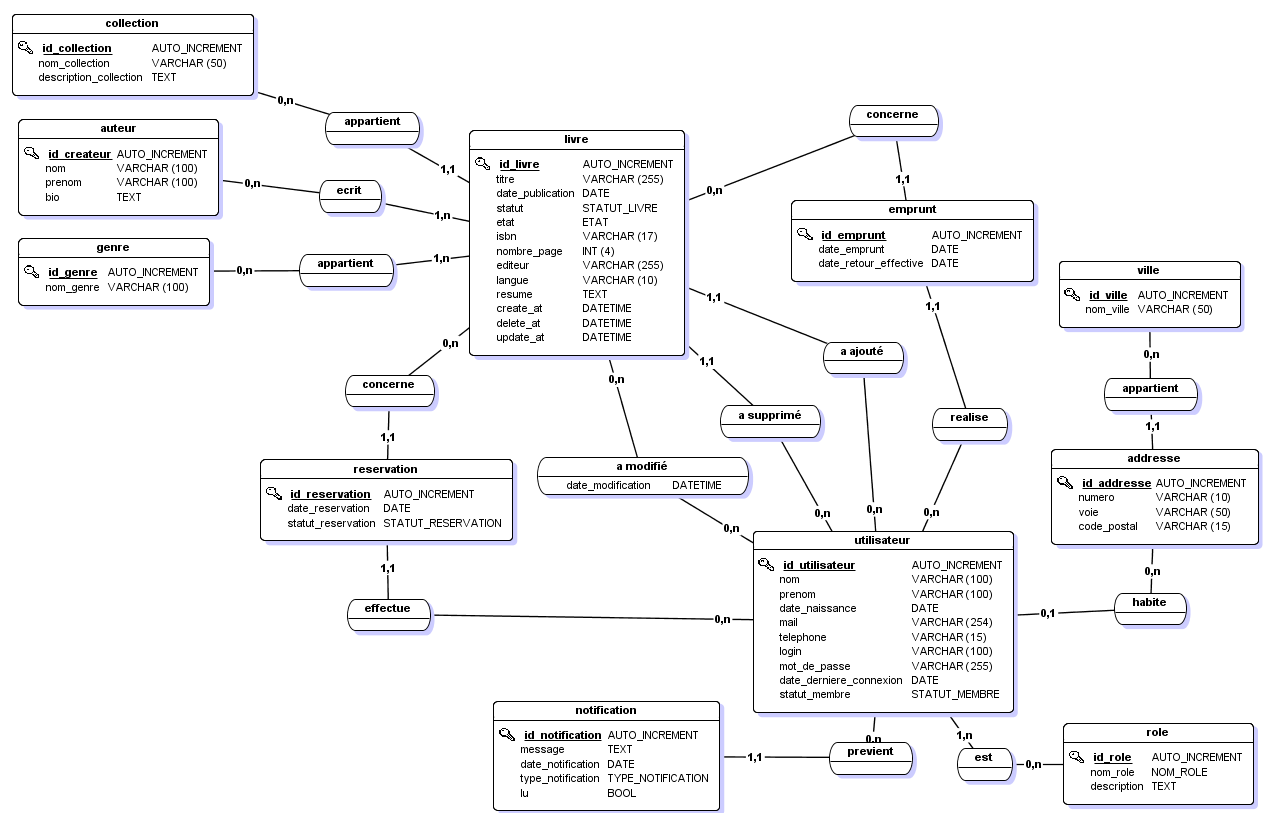 collection
id_collection AUTO_INCREMENT
nom_collection VARCHAR (50)
description_collection TEXT
0,n
appartient
1,1
auteur
id_createur AUTO_INCREMENT
nom VARCHAR (100)
prenom VARCHAR (100)
bio TEXT
0,n
ecrit
1,n
genre
id_genre AUTO_INCREMENT
nom_genre VARCHAR (100)
0,n
appartient
1,n
livre
id_livre AUTO_INCREMENT
titre VARCHAR (255)
date_publication DATE
statut STATUT_LIVRE
etat ETAT
isbn VARCHAR (17)
nombre_page INT (4)
editeur VARCHAR (255)
langue VARCHAR (10)
resume TEXT
create_at DATETIME
delete_at DATETIME
update_at DATETIME
0,n
concerne
1,1
emprunt
id_emprunt AUTO_INCREMENT
date_emprunt DATE
date_retour_effective DATE
1,1
realise
0,n
ville
id_ville AUTO_INCREMENT
nom_ville VARCHAR (50)
0,n
appartient
1,1
addresse
id_addresse AUTO_INCREMENT
numero VARCHAR (10)
voie VARCHAR (50)
code_postal VARCHAR (15)
0,n
habite
0,1
1,1
a ajouté
0,n
1,1
a supprimé
0,n
0,n
a modifié
date_modification DATETIME
0,n
0,n
concerne
1,1
reservation
id_reservation AUTO_INCREMENT
date_reservation DATE
statut_reservation STATUT_RESERVATION
1,1
effectue
0,n
utilisateur
id_utilisateur AUTO_INCREMENT
nom VARCHAR (100)
prenom VARCHAR (100)
date_naissance DATE
mail VARCHAR (254)
telephone VARCHAR (15)
login VARCHAR (100)
mot_de_passe VARCHAR (255)
date_derniere_connexion DATE
statut_membre STATUT_MEMBRE
notification
id_notification AUTO_INCREMENT
message TEXT
date_notification DATE
type_notification TYPE_NOTIFICATION
lu BOOL
1,1
previent
0,n
1,n
est
0,n
role
id_role AUTO_INCREMENT
nom_role NOM_ROLE
description TEXT